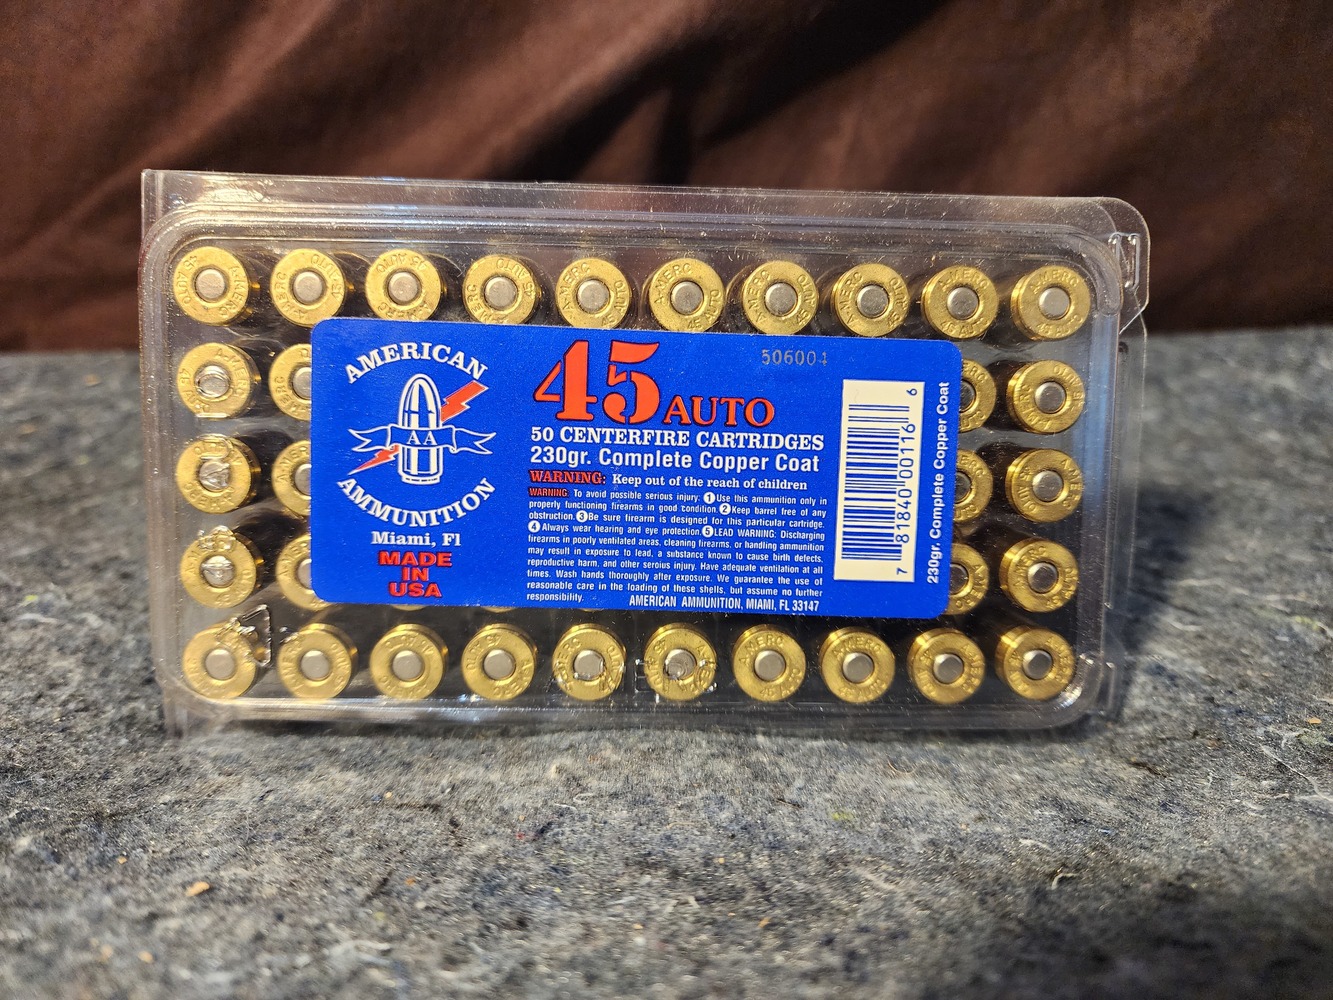 AMERICAN
AA
AMMUNITION
Miami, Fl
MADE
IN
USA
506004
45 AUTO
50 CENTERFIRE CARTRIDGES
230gr. Complete Copper Coat
WARNING: Keep out of the reach of children
WARNING: To avoid possible serious injury: 1 Use this ammunition only in
properly functioning firearms in good condition. 2 Keep barrel free of any
obstruction. 3 Be sure firearm is designed for this particular cartridge.
4 Always wear hearing and eye protection. 5 LEAD WARNING: Discharging
firearms in poorly ventilated areas, cleaning firearms, or handling ammunition
may result in exposure to lead, a substance known to cause birth defects,
reproductive harm, and other serious injury. Have adequate ventilation at all
times. Wash hands thoroughly after exposure. We guarantee the use of
reasonable care in the loading of these shells, but assume no further
responsibility. AMERICAN AMMUNITION, MIAMI, FL 33147
7 81840 00116 6
230gr. Complete Copper Coat
A-MERC 45 AUTO